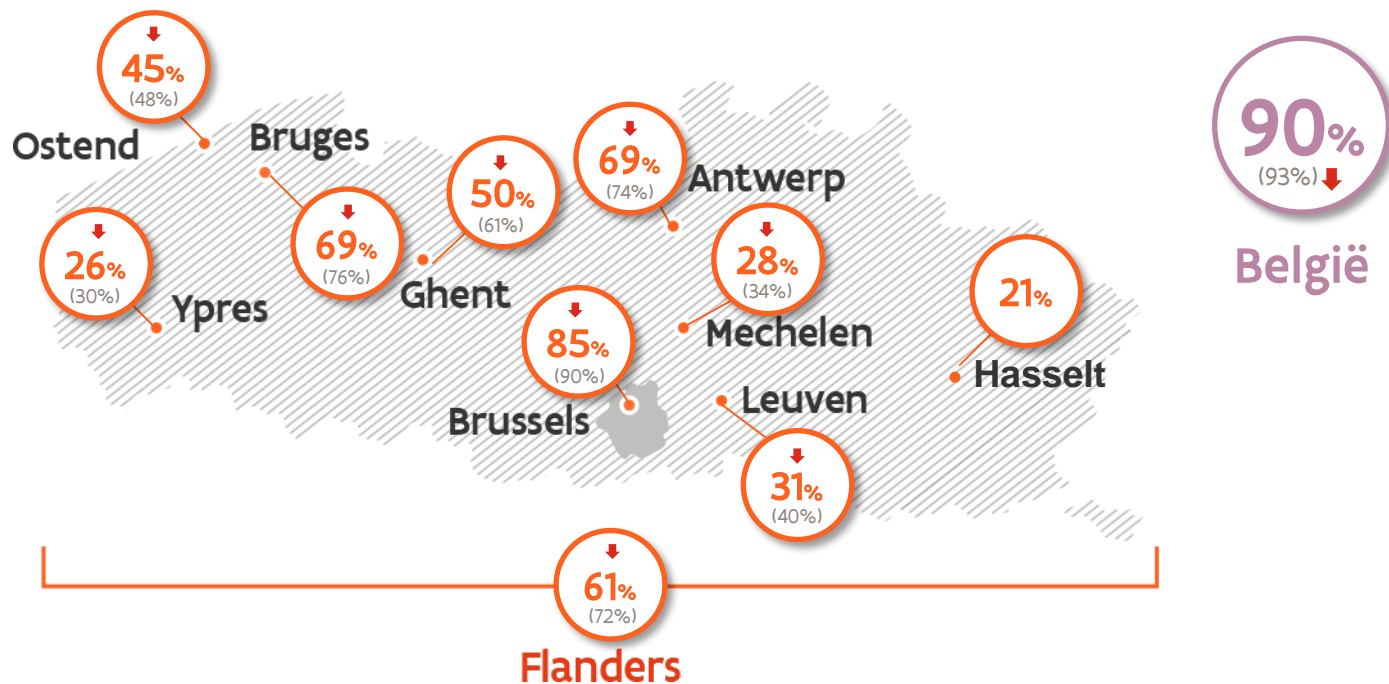 45%
(48%)
Ostend
Bruges
69%
(76%)
50%
(61%)
Ghent
69%
(74%)
Antwerp
90%
(93%)
België
26%
(30%)
Ypres
28%
(34%)
Mechelen
21%
Hasselt
85%
(90%)
Brussels
Leuven
31%
(40%)
61%
(72%)
Flanders